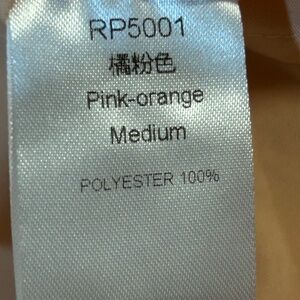 RP5001
橘粉色
Pink-orange
Medium
POLYESTER 100%